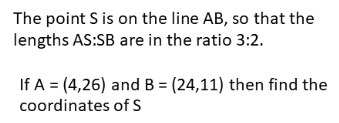 The point S is on the line AB, so that the
lengths AS:SB are in the ratio 3:2.
If A = (4,26) and B = (24,11) then find the
coordinates of S